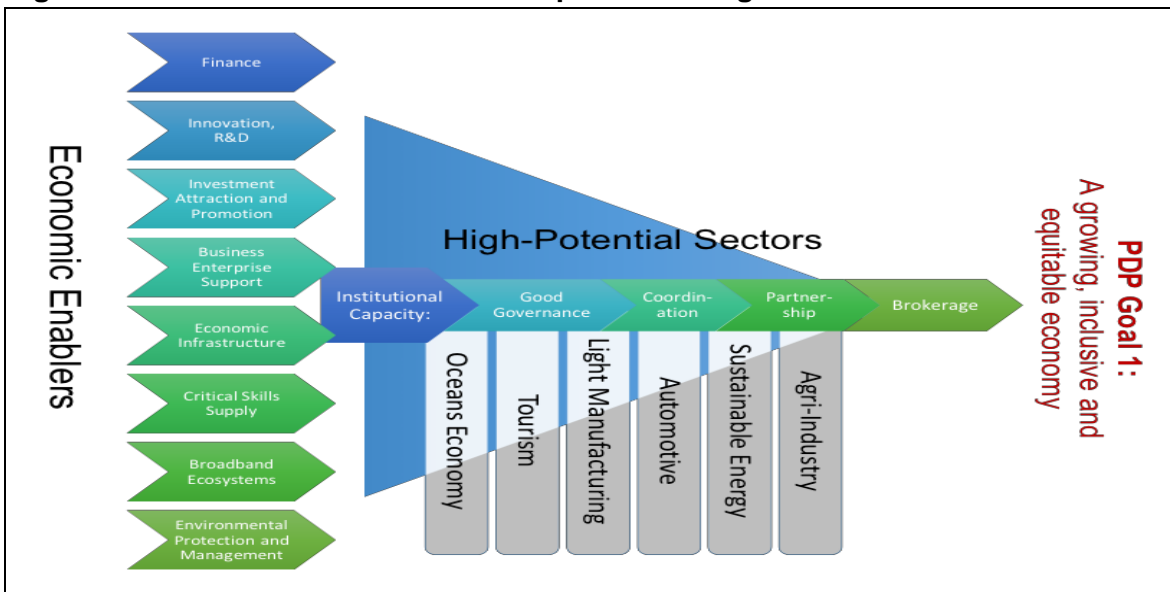 Economic Enablers
Finance
Innovation,
R&D
Investment
Attraction and
Promotion
Business
Enterprise
Support
Economic
Infrastructure
Critical Skills
Supply
Broadband
Ecosystems
Environmental
Protection and
Management
High-Potential Sectors
Institutional
Capacity:
Good
Governance
Coordin-
ation
Partner-
ship
Brokerage
Oceans Economy
Tourism
Light Manufacturing
Automotive
Sustainable Energy
Agri-Industry
PDP Goal 1:
A growing, inclusive and
equitable economy